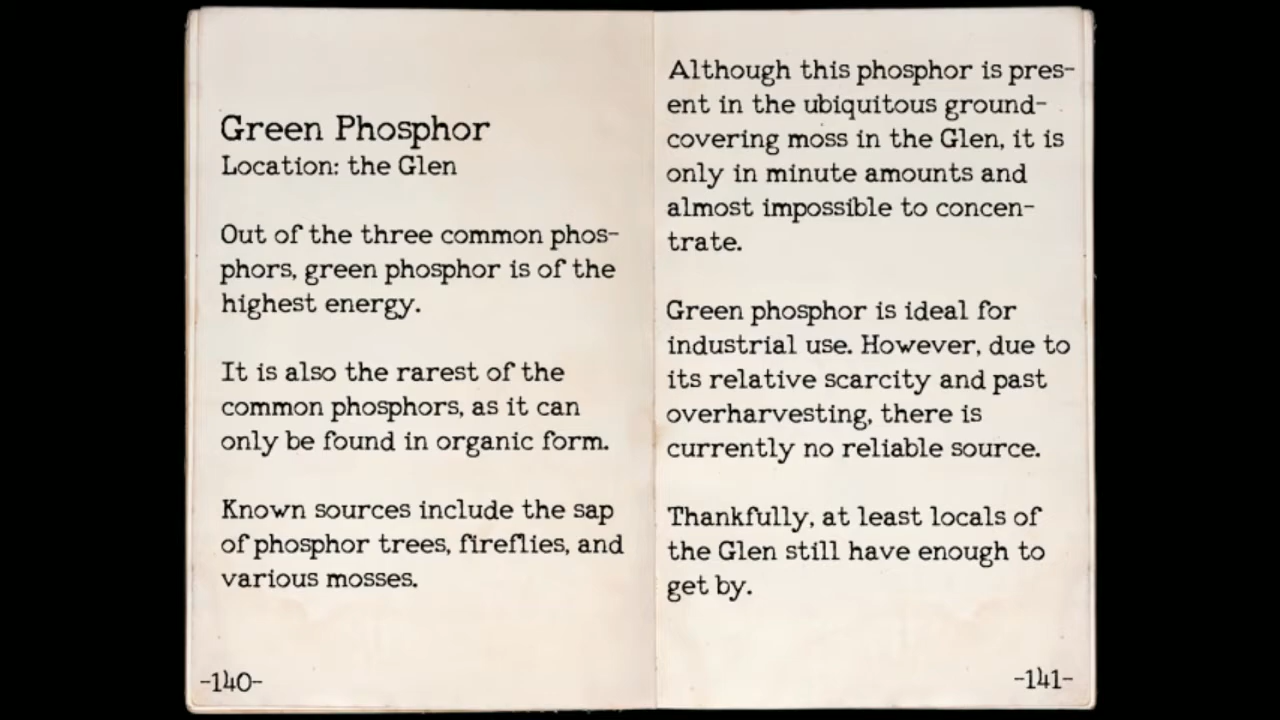 Green Phosphor
Location: the Glen
Out of the three common phos-
phors, green phosphor is of the
highest energy.
It is also the rarest of the
common phosphors, as it can
only be found in organic form.
Known sources include the sap
of phosphor trees, fireflies, and
various mosses.
-140-
Although this phosphor is pres-
ent in the ubiquitous ground-
covering moss in the Glen, it is
only in minute amounts and
almost impossible to concen-
trate.
Green phosphor is ideal for
industrial use. However, due to
its relative scarcity and past
overharvesting, there is
currently no reliable source.
Thankfully, at least locals of
the Glen still have enough to
get by.
-141-